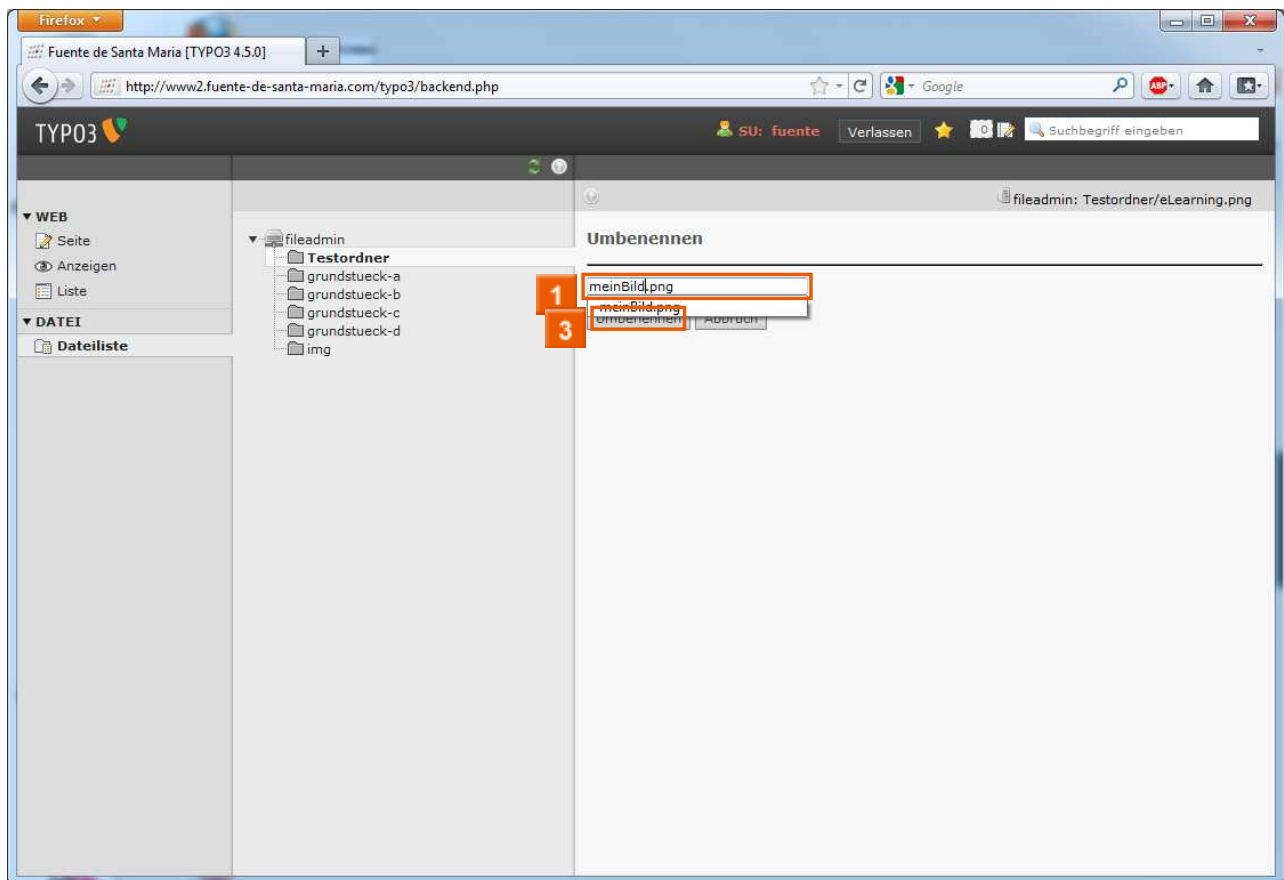 Firefox
Fuente de Santa Maria [TYPO3 4.5.0]
http://www2.fuente-de-santa-maria.com/typo3/backend.php
Google
ABP
TYPO3
SU: fuente
Verlassen
0
Suchbegriff eingeben
fileadmin: Testordner/eLearning.png
WEB
Seite
Anzeigen
Liste
DATEI
Dateiliste
fileadmin
Testordner
grundstueck-a
grundstueck-b
grundstueck-c
grundstueck-d
img
Umbenennen
1
meinBild.png
meinBild.png
3
Umbenennen
Abbruch